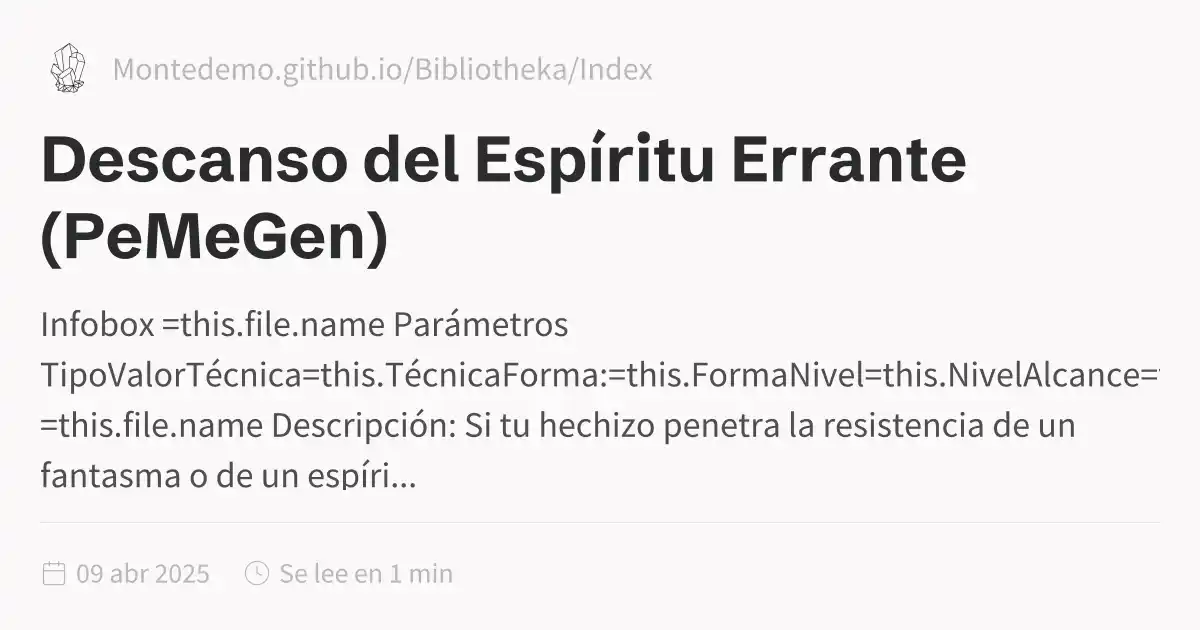 Montedemo.github.io/Bibliotheka/Index
Descanso del Espíritu Errante
(PeMeGen)
Infobox =this.file.name Parámetros
TipoValorTécnica=this.TécnicaForma:=this.FormaNivel=this.NivelAlcance=
=this.file.name Descripción: Si tu hechizo penetra la resistencia de un
fantasma o de un espíri...
09 abr 2025 Se lee en 1 min